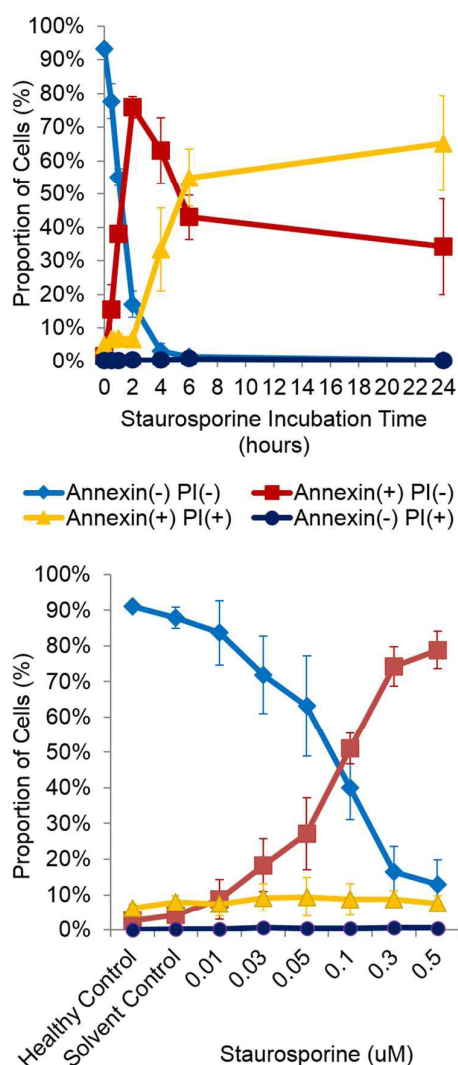 100%
90%
80%
70%
60%
50%
40%
30%
20%
10%
0%
Proportion of Cells (%)
0 2 4 6 8 10 12 14 16 18 20 22 24
Staurosporine Incubation Time
(hours)
Annexin(-) PI(-) Annexin(+) PI(-)
Annexin(+) PI(+) Annexin(-) PI(+)
100%
90%
80%
70%
60%
50%
40%
30%
20%
10%
0%
Proportion of Cells (%)
Healthy Control
Solvent Control
0.01
0.03
0.05
0.1
0.3
0.5
Staurosporine (uM)